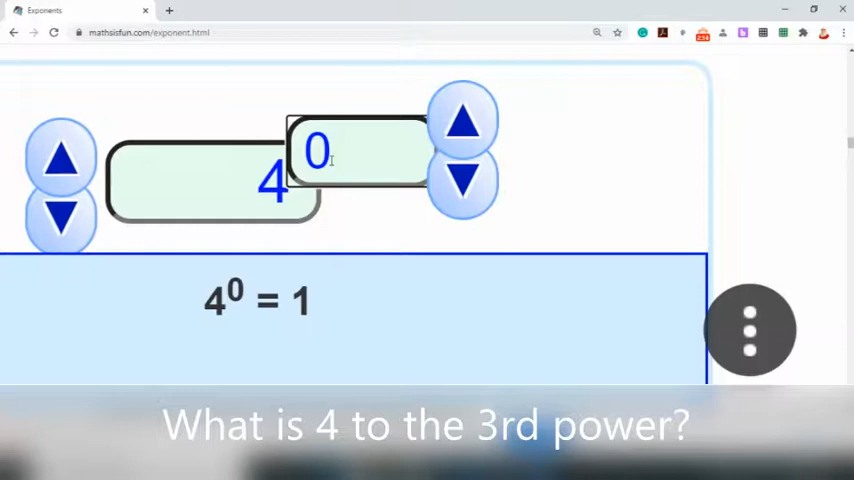 Exponents
mathsisfun.com/exponent.html
4 0
4⁰ = 1
What is 4 to the 3rd power?